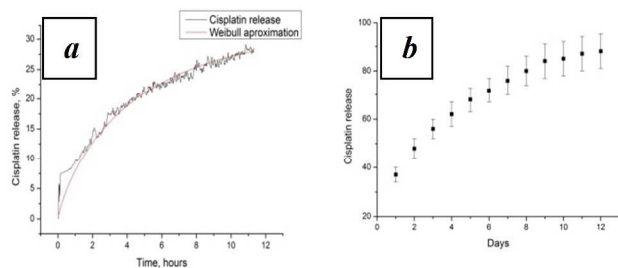 a
Cisplatin release
Weibull aproximation
Cisplatin release, %
30
25
20
15
10
5
0
0 2 4 6 8 10 12
Time, hours
b
Cisplatin release
100
80
60
40
20
0 2 4 6 8 10 12
Days